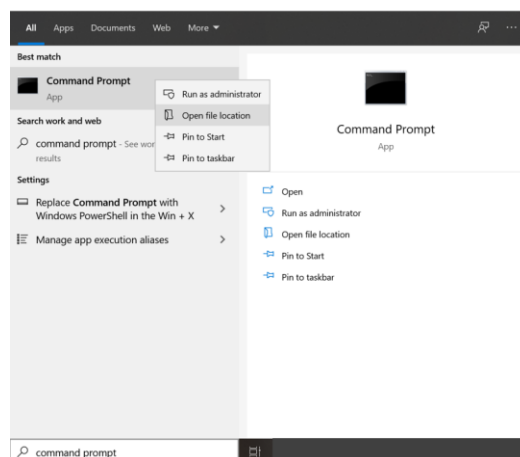 All Apps Documents Web More
Best match
Command Prompt
App
Run as administrator
Open file location
Pin to Start
Pin to taskbar
Search work and web
command prompt - See wor
results
Settings
Replace Command Prompt with
Windows PowerShell in the Win + X
Manage app execution aliases
Command Prompt
App
Open
Run as administrator
Open file location
Pin to Start
Pin to taskbar
command prompt